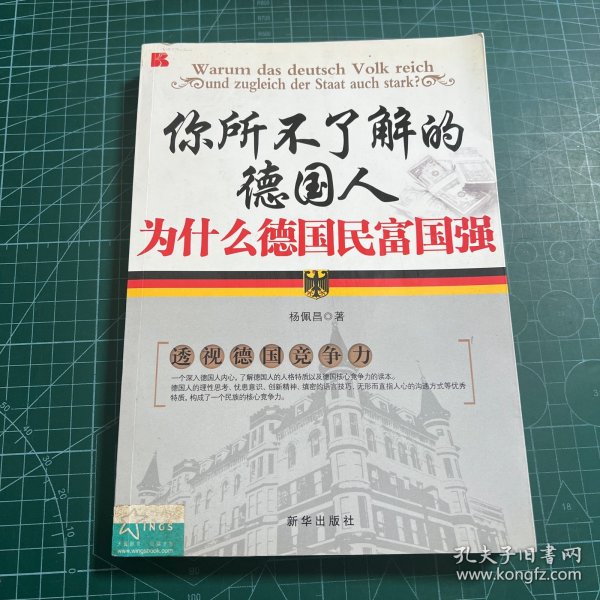 Warum das deutsch Volk reich
und zugleich der Staat auch stark?
你所不了解的
德国人
为什么德国民富国强
杨佩昌◎著
透视德国竞争力
一个深入德国人内心，了解德国人的人格特质以及德国核心竞争力的读本。
德国人的理性思考、忧患意识、创新精神、缜密的语言技巧、无形而直指人心的沟通方式等优秀
特质，构成了一个民族的核心竞争力。
新华出版社
WINGS
www.wingsbook.com
孔夫子旧书网
www.kongfz.com